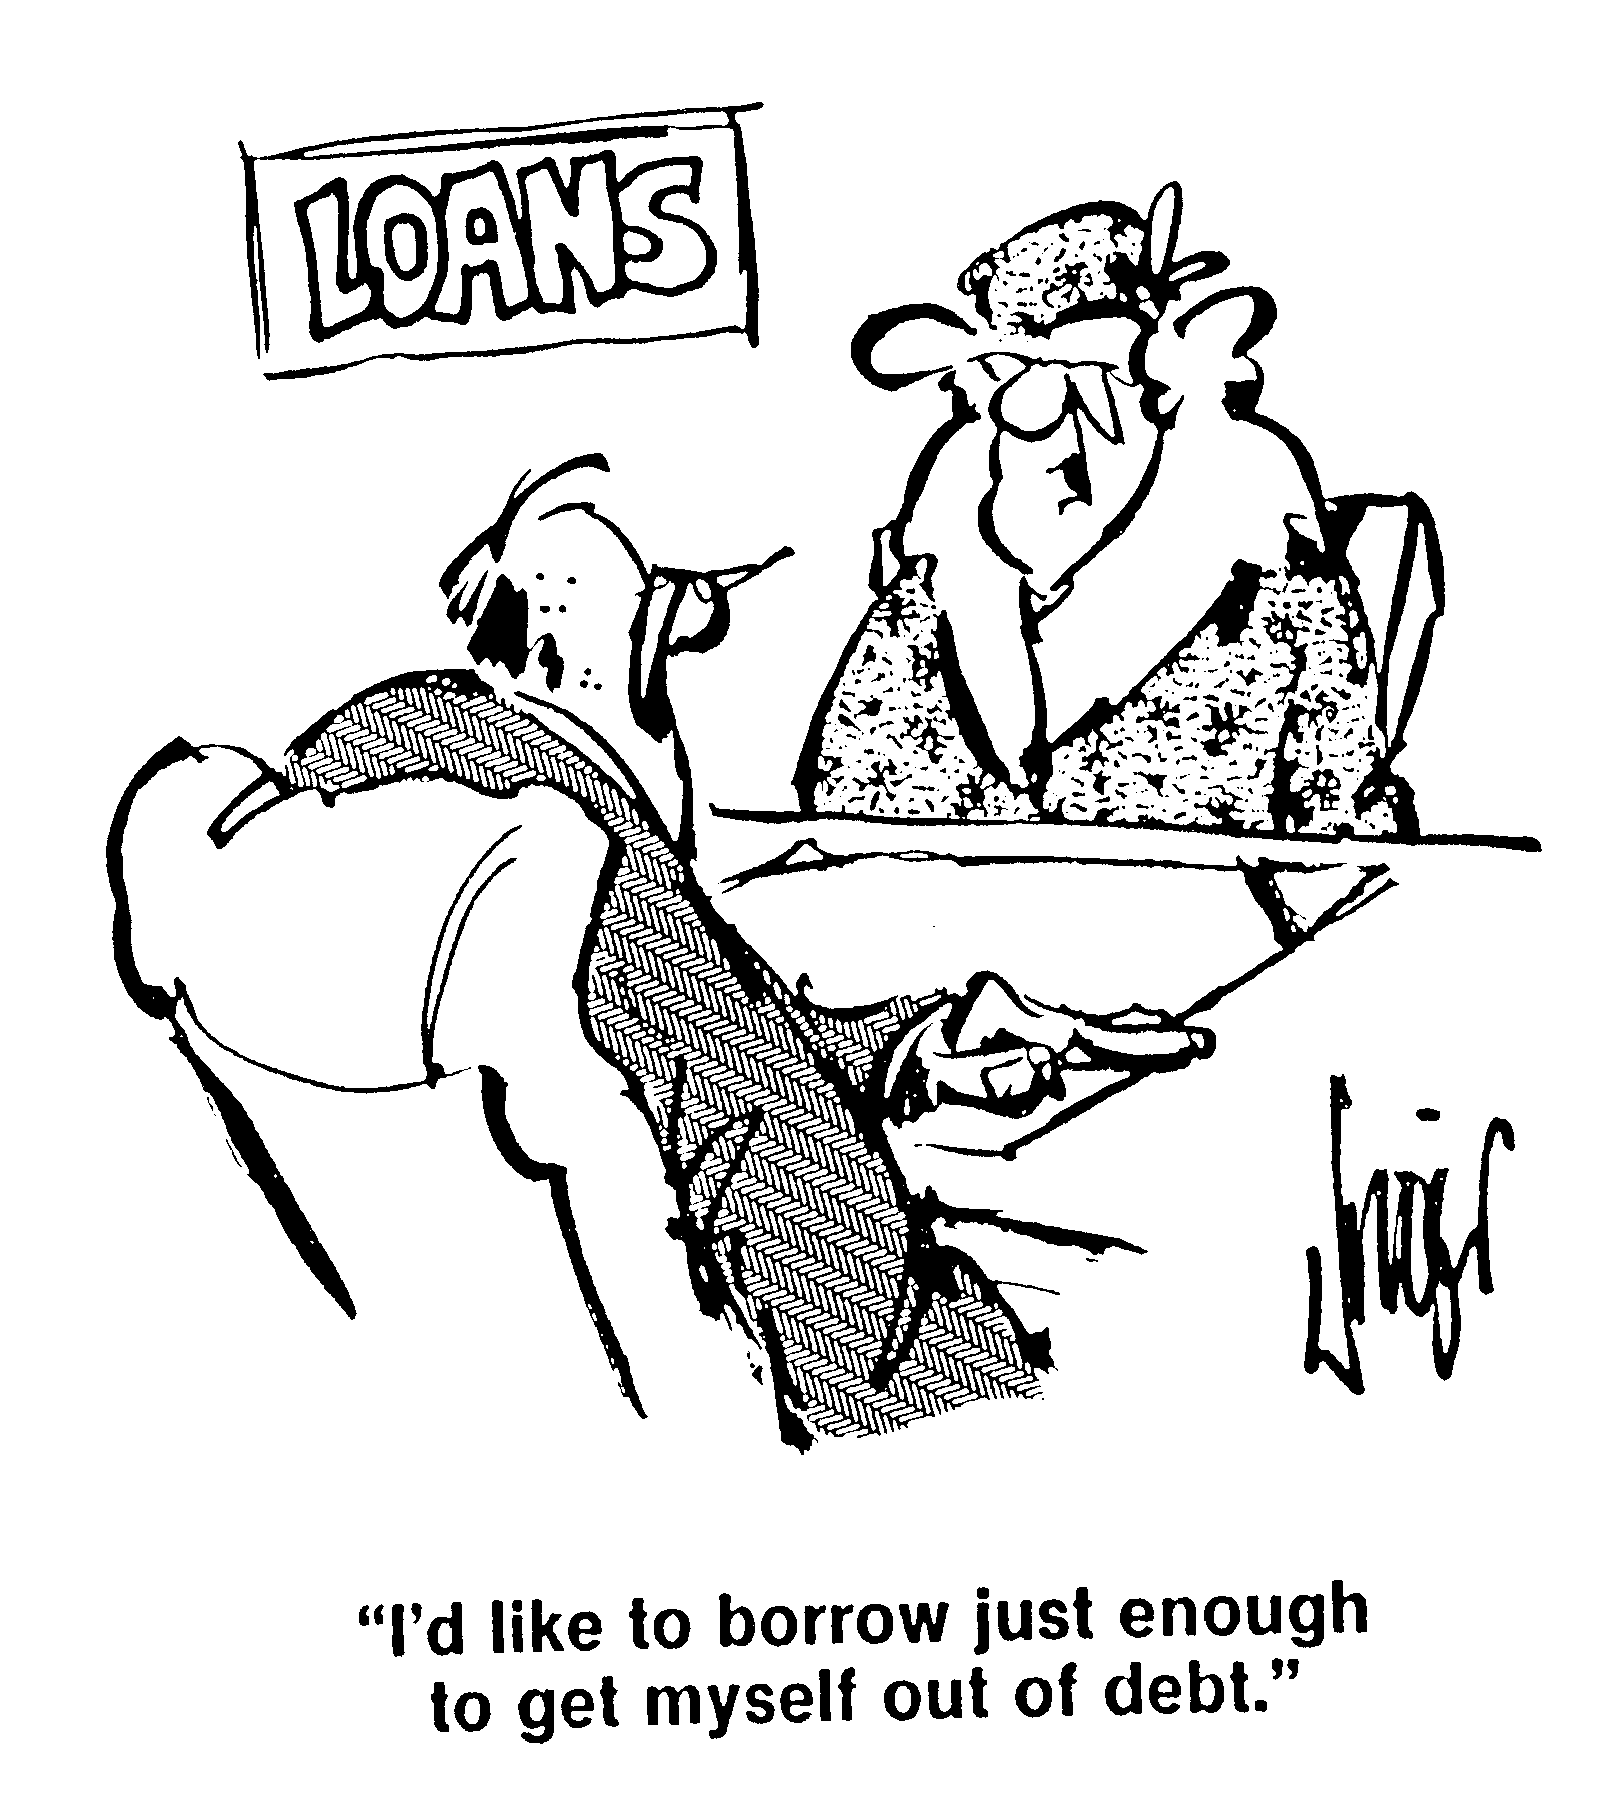 LOANS
“I’d like to borrow just enough
to get myself out of debt.”